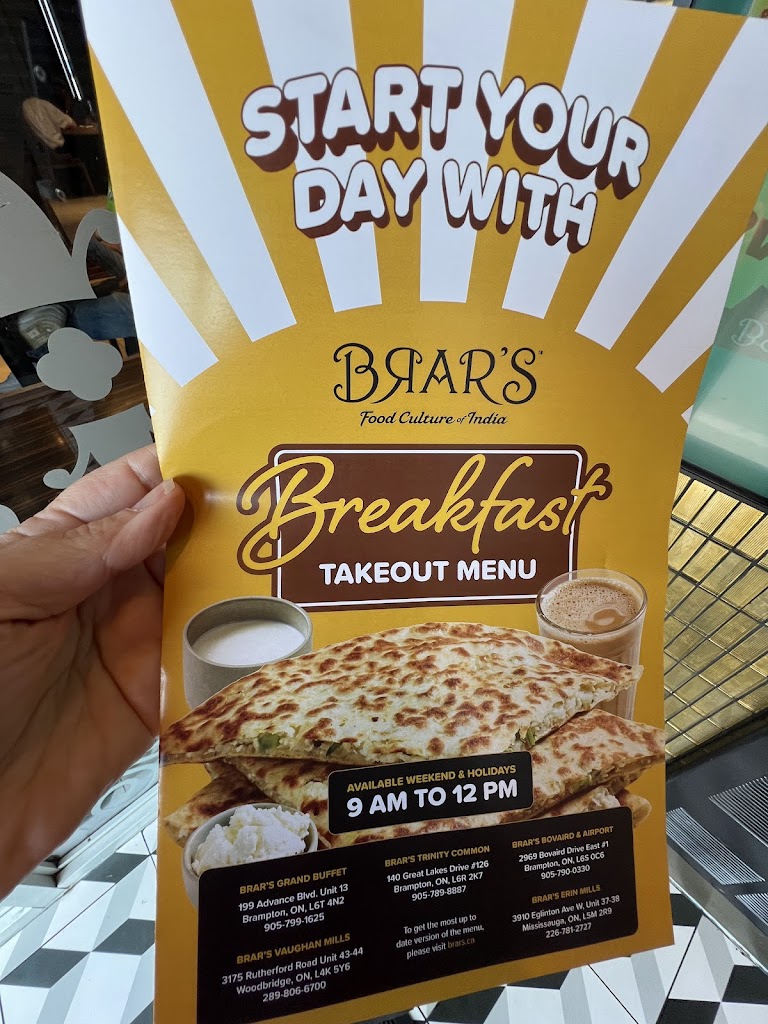 START YOUR
DAY WITH
BRAR'S
Food Culture of India
Breakfast
TAKEOUT MENU
AVAILABLE WEEKEND & HOLIDAYS
9 AM TO 12 PM
BRAR'S GRAND BUFFET
199 Advance Blvd. Unit 13
Brampton, ON, L6T 4N2
905-799-1625
BRAR'S TRINITY COMMON
140 Great Lakes Drive #126
Brampton, ON, L6R 2K7
905-789-8887
BRAR'S BOVAIRD & AIRPORT
2969 Bovaird Drive East #1
Brampton, ON, L6S 0C6
905-790-0330
BRAR'S VAUGHAN MILLS
3175 Rutherford Road Unit 43-44
Woodbridge, ON, L4K 5Y6
289-806-6700
To get the most up to
date version of the menu,
please visit brars.ca
BRAR'S ERIN MILLS
3910 Eglinton Ave W, Unit 37-38
Mississauga, ON, L5M 2R9
226-781-2727